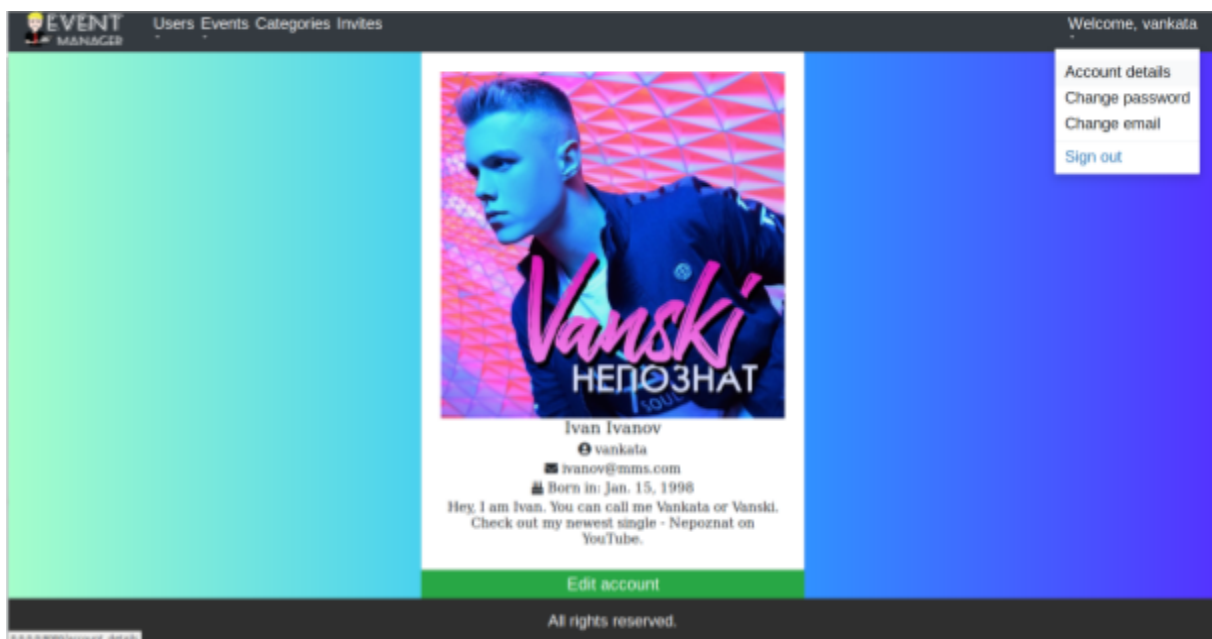 EVENT
MANAGER
Users Events Categories Invites
Welcome, vankata
Account details
Change password
Change email
Sign out
Vanski
НЕПОЗНАТ
SOUL
Ivan Ivanov
vankata
ivanov@mms.com
Born in: Jan. 15, 1998
Hey, I am Ivan. You can call me Vankata or Vanski.
Check out my newest single - Nepoznat on
YouTube.
Edit account
All rights reserved.